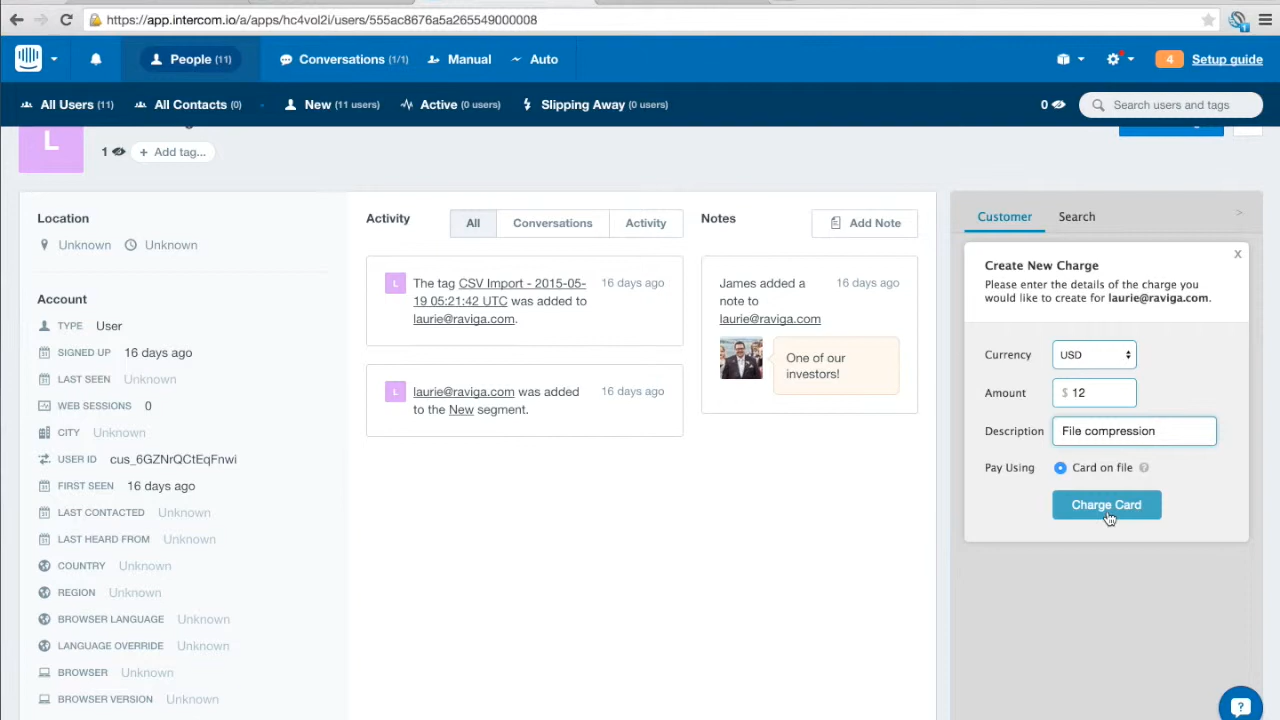 https://app.intercom.io/a/apps/hc4vol2i/users/555ac8676a5a265549000008
People (11)
Conversations (1/1)
Manual
Auto
4
Setup guide
All Users (11)
All Contacts (0)
New (11 users)
Active (0 users)
Slipping Away (0 users)
0
Search users and tags
L
1
+ Add tag...
Location
Unknown
Unknown
Account
TYPE User
SIGNED UP 16 days ago
LAST SEEN Unknown
WEB SESSIONS 0
CITY Unknown
USER ID cus_6GZNrQCtEqFnwi
FIRST SEEN 16 days ago
LAST CONTACTED Unknown
LAST HEARD FROM Unknown
COUNTRY Unknown
REGION Unknown
BROWSER LANGUAGE Unknown
LANGUAGE OVERRIDE Unknown
BROWSER Unknown
BROWSER VERSION Unknown
Activity
All
Conversations
Activity
L
The tag CSV Import - 2015-05-
19 05:21:42 UTC was added to
laurie@raviga.com.
16 days ago
L
laurie@raviga.com was added
to the New segment.
16 days ago
Notes
Add Note
James added a
note to
laurie@raviga.com
16 days ago
One of our
investors!
Customer
Search
>
X
Create New Charge
Please enter the details of the charge you
would like to create for laurie@raviga.com.
Currency USD
Amount $ 12
Description File compression
Pay Using Card on file ?
Charge Card
?